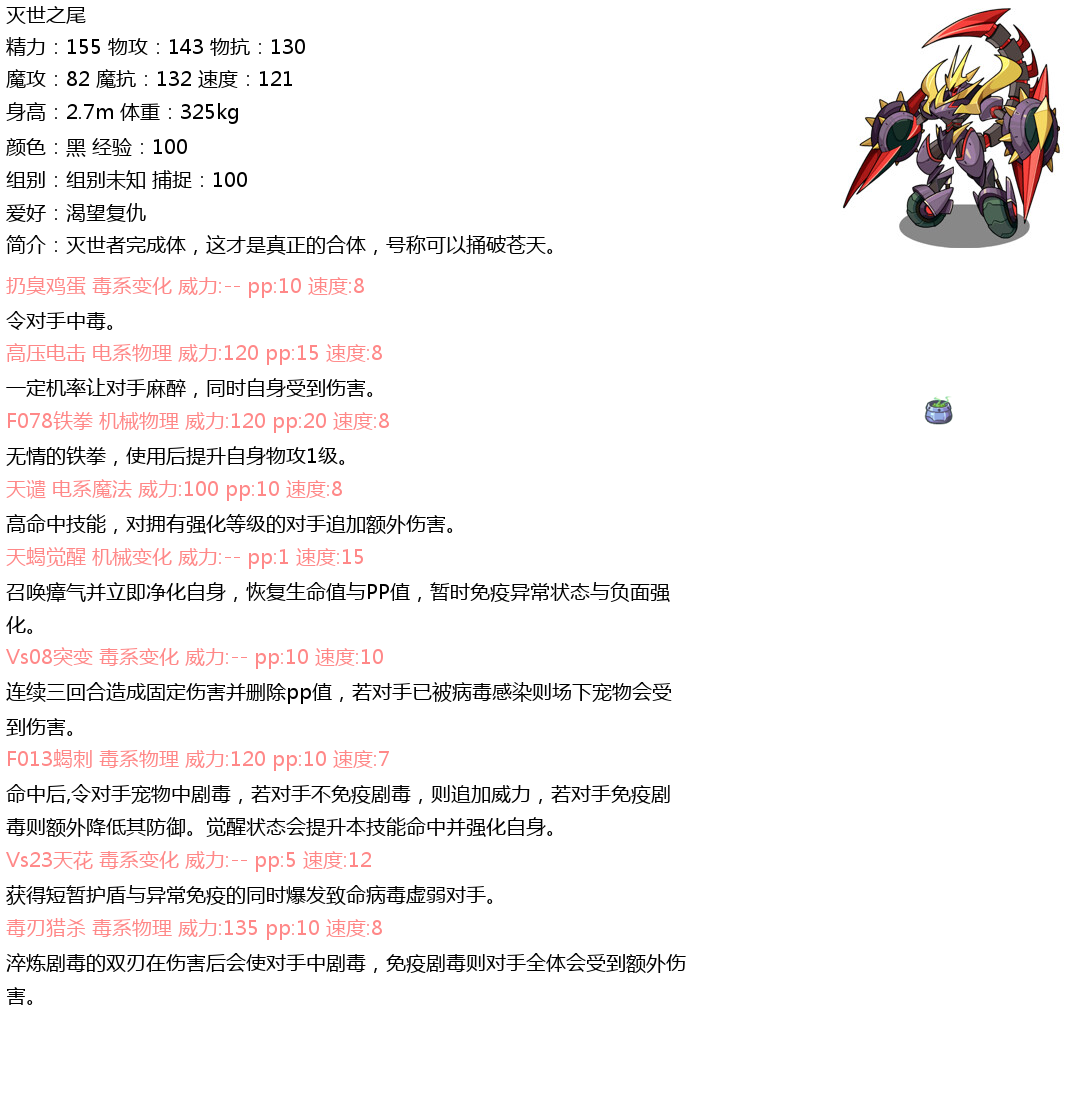 灭世之尾
精力：155 物攻：143 物抗：130
魔攻：82 魔抗：132 速度：121
身高：2.7m 体重：325kg
颜色：黑 经验：100
组别：组别未知 捕捉：100
爱好：渴望复仇
简介：灭世者完成体，这才是真正的合体，号称可以捅破苍天。
扔臭鸡蛋 毒系变化 威力:-- pp:10 速度:8
令对手中毒。
高压电击 电系物理 威力:120 pp:15 速度:8
一定机率让对手麻醉，同时自身受到伤害。
F078铁拳 机械物理 威力:120 pp:20 速度:8
无情的铁拳，使用后提升自身物攻1级。
天谴 电系魔法 威力:100 pp:10 速度:8
高命中技能，对拥有强化等级的对手追加额外伤害。
天蝎觉醒 机械变化 威力:-- pp:1 速度:15
召唤瘴气并立即净化自身，恢复生命值与PP值，暂时免疫异常状态与负面强
化。
Vs08突变 毒系变化 威力:-- pp:10 速度:10
连续三回合造成固定伤害并删除pp值，若对手已被病毒感染则场下宠物会受
到伤害。
F013蝎刺 毒系物理 威力:120 pp:10 速度:7
命中后,令对手宠物中剧毒，若对手不免疫剧毒，则追加威力，若对手免疫剧
毒则额外降低其防御。觉醒状态会提升本技能命中并强化自身。
Vs23天花 毒系变化 威力:-- pp:5 速度:12
获得短暂护盾与异常免疫的同时爆发致命病毒虚弱对手。
毒刃猎杀 毒系物理 威力:135 pp:10 速度:8
淬炼剧毒的双刃在伤害后会使对手中剧毒，免疫剧毒则对手全体会受到额外伤
害。